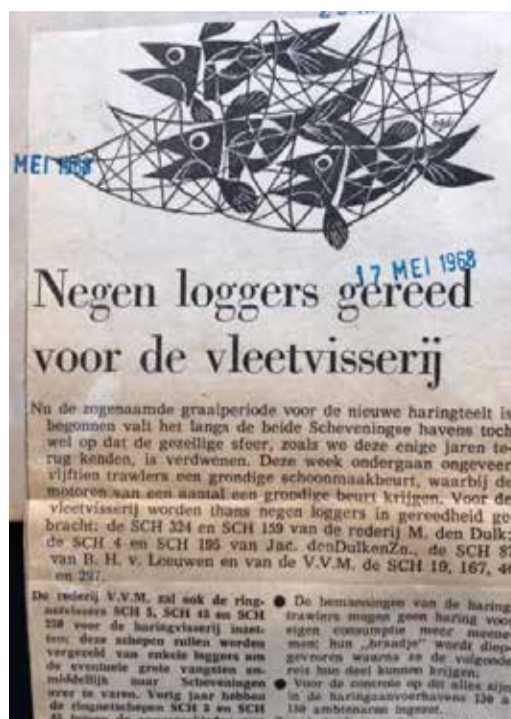 MEI 1968
17 MEI 1968
Negen loggers gereed
voor de vleetvisserij
Nu de zogenaamde graalperiode voor de nieuwe haringteelt is
begonnen valt het langs de beide Scheveningse havens toch
wel op dat de gezellige sfeer, zoals we deze enige jaren te-
rug kenden, is verdwenen. Deze week ondergaan ongeveer
vijftien trawlers een grondige schoonmaakbeurt, waarbij de
motoren van een aantal een grondige beurt krijgen. Voor de
vleetvisserij worden thans negen loggers in gereedheid ge-
bracht: de SCH 324 en SCH 159 van de rederij M. den Dulk;
de SCH 4 en SCH 195 van Jac. denDulkenZn., de SCH 87
van B. H. v. Leeuwen en van de V.V.M. de SCH 19, 167, 46
en 297.
De rederij V.V.M. zal ook de ring-
netvissers SCH 5, SCH 45 en SCH
voor de haringvisserij inzet-
ten; deze schepen zullen worden
vergezeld van enkele loggers om
de eventuele grote vangsten on-
middellijk naar Scheveningen
over te varen. Vorig jaar hebben
de ringnetschepen SCH 5 en SCH
● De bemanningen van de haring
trawlers mogen geen haring voor
eigen consumptie meer meene-
men; hun „braadje" wordt diep-
gevroren waarna ze de volgende
reis hun deel kunnen krijgen;
● Voor de controle op dit alles zijn
in de haringaanvoerhavens 130 à
ambtenaren ingezet.